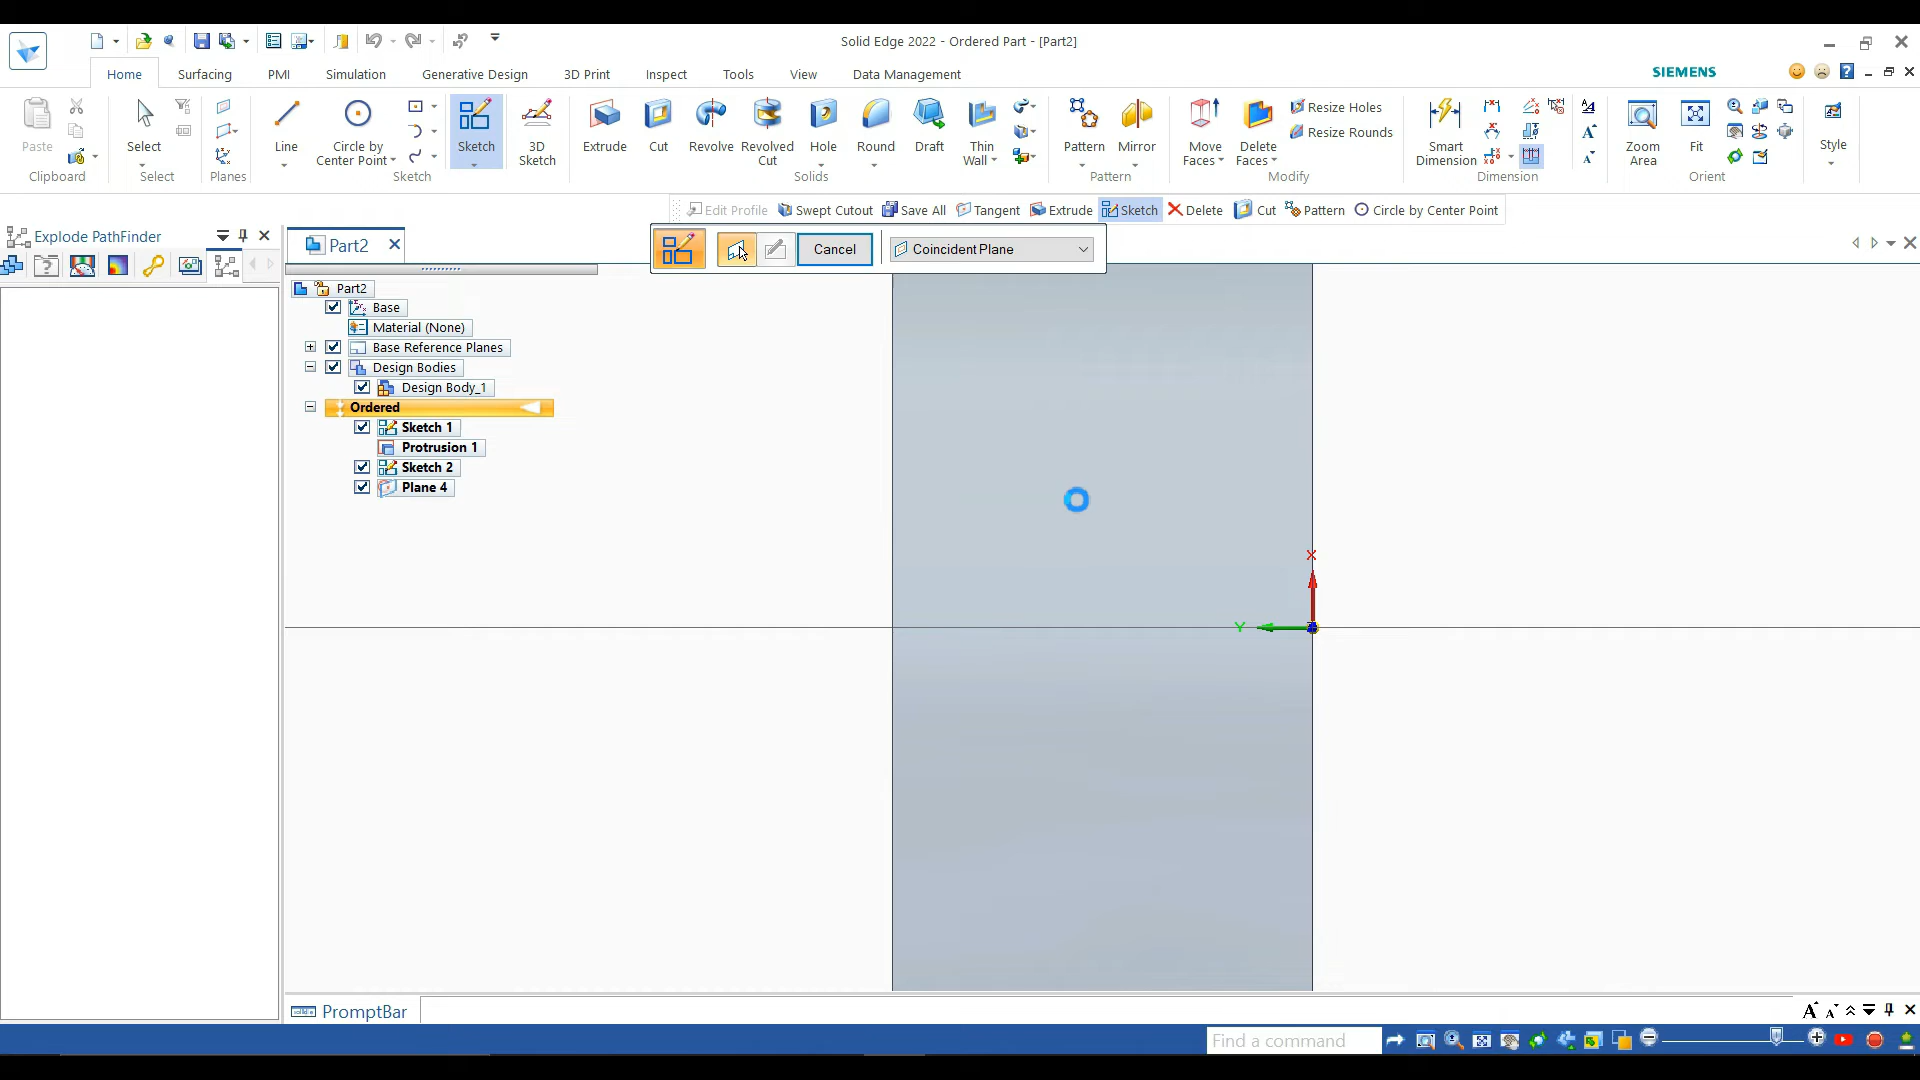 Solid Edge 2022 - Ordered Part - [Part2]
Home Surfacing PMI Simulation Generative Design 3D Print Inspect Tools View Data Management
SIEMENS
Paste
Clipboard
Select
Select
Planes
Line
Circle by
Center Point
Sketch
3D
Sketch
Sketch
Extrude Cut Revolve Revolved
Cut Hole Round Draft Thin
Wall
Solids
Pattern Mirror
Pattern
Move
Faces Delete
Faces
Resize Holes
Resize Rounds
Modify
Smart
Dimension
Dimension
Zoom
Area Fit
Orient
Style
Edit Profile Swept Cutout Save All Tangent Extrude Sketch Delete Cut Pattern Circle by Center Point
Explode PathFinder
Part2
Cancel Coincident Plane
Part2
Base
Material (None)
Base Reference Planes
Design Bodies
Design Body_1
Ordered
Sketch 1
Protrusion 1
Sketch 2
Plane 4
X
Y
PromptBar
Find a command